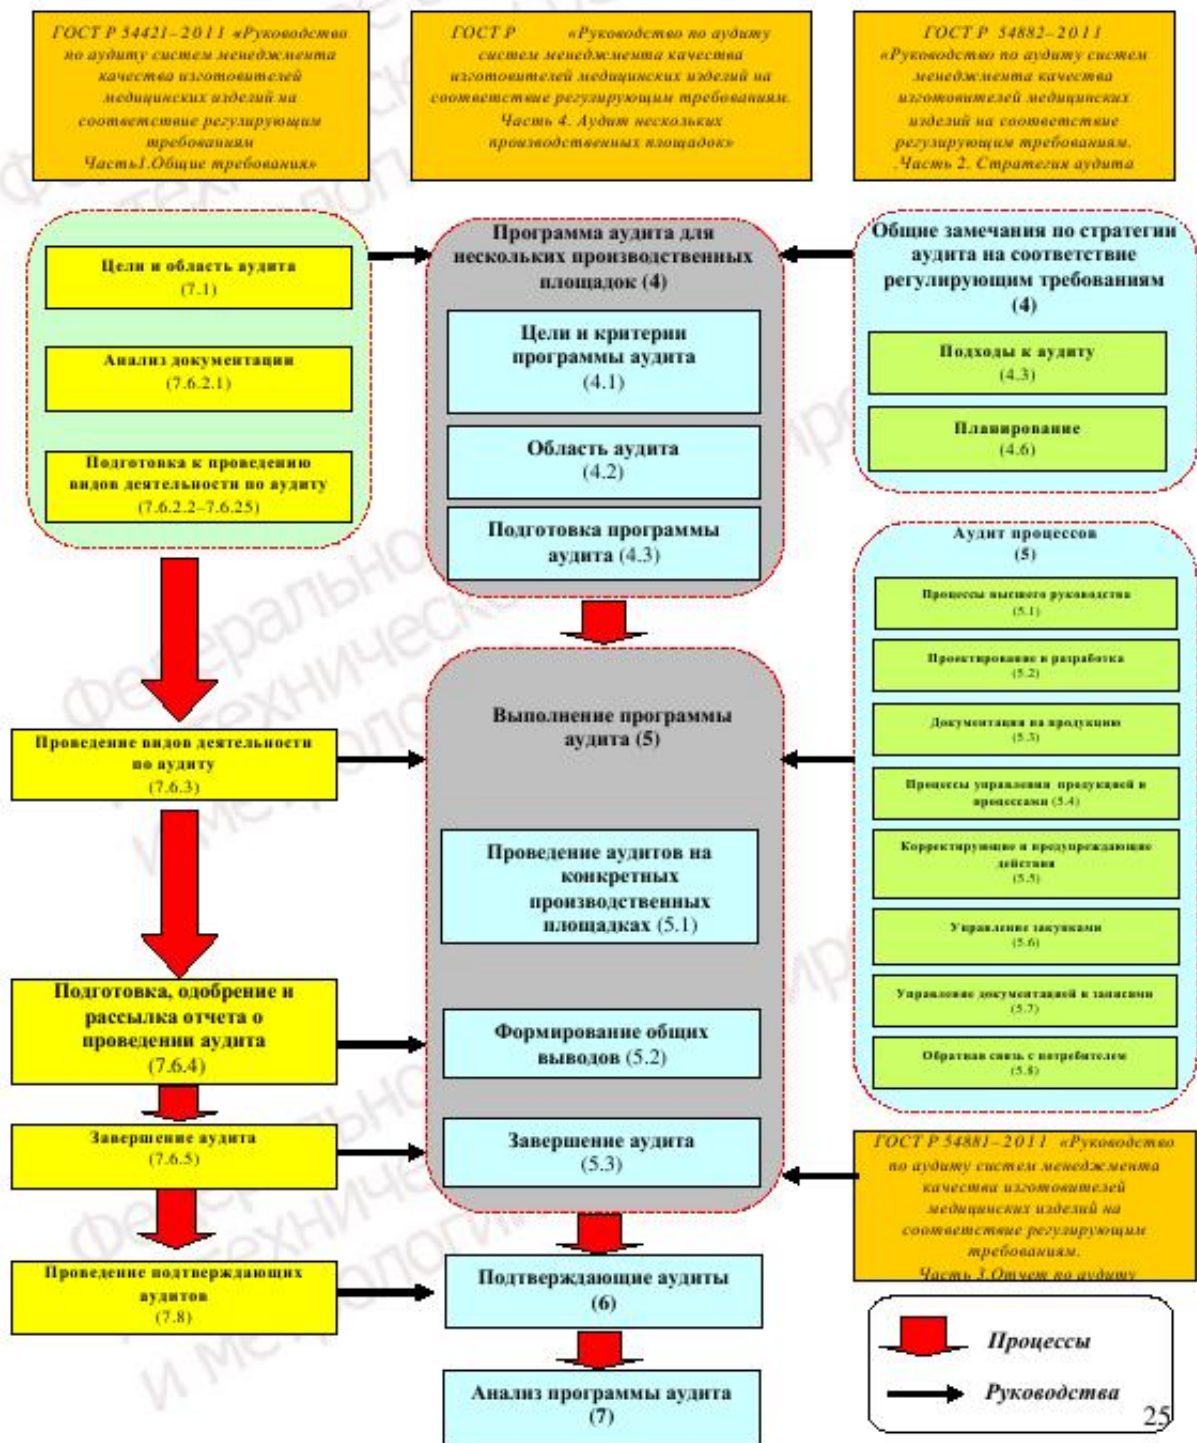 ГОСТ Р 54421–2011 «Руководство
по аудиту систем менеджмента
качества изготовителей
медицинских изделий на
соответствие регулирующим
требованиям
Часть1.Общие требования»
ГОСТ Р «Руководство по аудиту
систем менеджмента качества
изготовителей медицинских изделий на
соответствие регулирующим требованиям.
Часть 4. Аудит нескольких
производственных площадок»
ГОСТ Р 54882–2011
«Руководство по аудиту систем
менеджмента качества
изготовителей медицинских
изделий на соответствие
регулирующим требованиям.
.Часть 2. Стратегия аудита
Цели и область аудита
(7.1)
Анализ документации
(7.6.2.1)
Подготовка к проведению
видов деятельности по аудиту
(7.6.2.2–7.6.25)
Проведение видов деятельности
по аудиту
(7.6.3)
Подготовка, одобрение и
рассылка отчета о
проведении аудита
(7.6.4)
Завершение аудита
(7.6.5)
Проведение подтверждающих
аудитов
(7.8)
Программа аудита для
нескольких производственных
площадок (4)
Цели и критерии
программы аудита
(4.1)
Область аудита
(4.2)
Подготовка программы
аудита (4.3)
Выполнение программы
аудита (5)
Проведение аудитов на
конкретных
производственных
площадках (5.1)
Формирование общих
выводов (5.2)
Завершение аудита
(5.3)
Подтверждающие аудиты
(6)
Анализ программы аудита
(7)
Общие замечания по стратегии
аудита на соответствие
регулирующим требованиям
(4)
Подходы к аудиту
(4.3)
Планирование
(4.6)
Аудит процессов
(5)
Процессы высшего руководства
(5.1)
Проектирование и разработка
(5.2)
Документация на продукцию
(5.3)
Процессы управления продукцией и
процессами (5.4)
Корректирующие и предупреждающие
действия
(5.5)
Управление закупками
(5.6)
Управление документацией и записями
(5.7)
Обратная связь с потребителем
(5.8)
ГОСТ Р 54881–2011 «Руководство
по аудиту систем менеджмента
качества изготовителей
медицинских изделий на
соответствие регулирующим
требованиям.
Часть 3.Отчет по аудиту
Процессы
Руководства
25